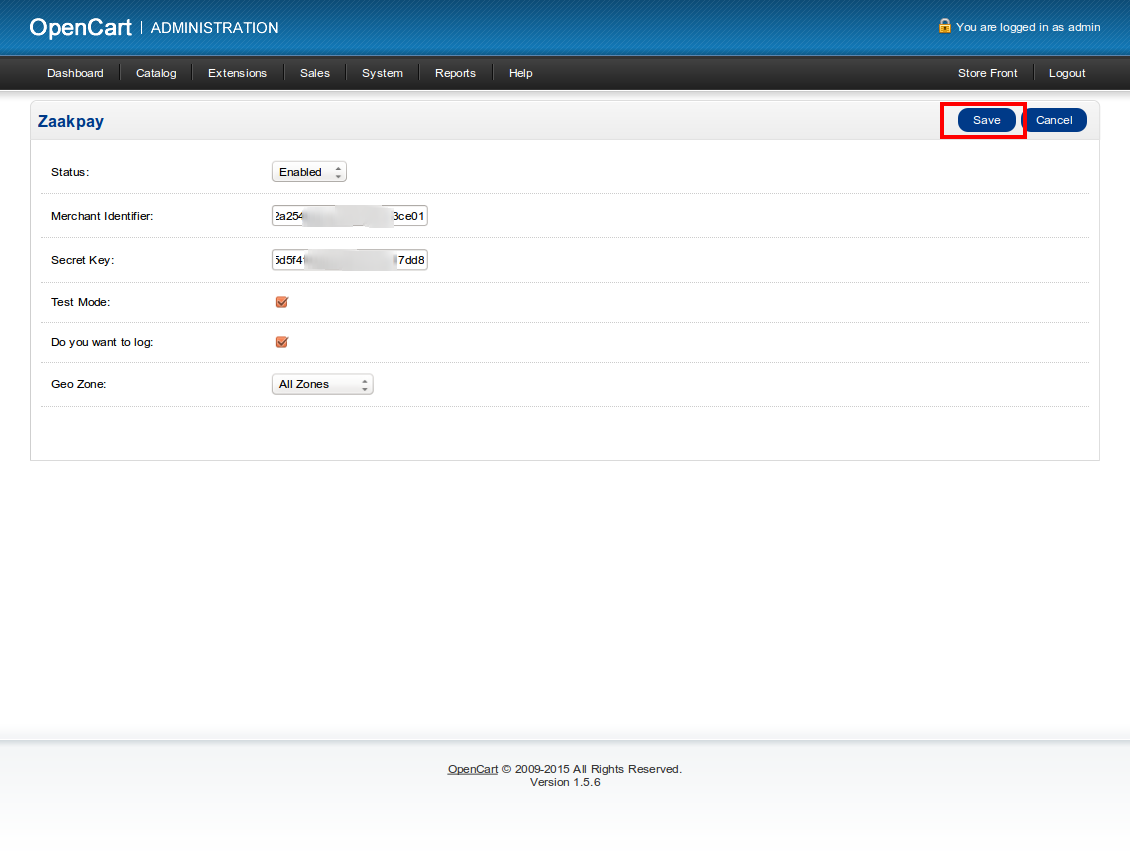 OpenCart | ADMINISTRATION
You are logged in as admin
Dashboard Catalog Extensions Sales System Reports Help Store Front Logout
Zaakpay
Save Cancel
Status: Enabled
Merchant Identifier: 2a254 3ce01
Secret Key: 5d5f4 7dd8
Test Mode:
Do you want to log:
Geo Zone: All Zones
OpenCart © 2009-2015 All Rights Reserved.
Version 1.5.6